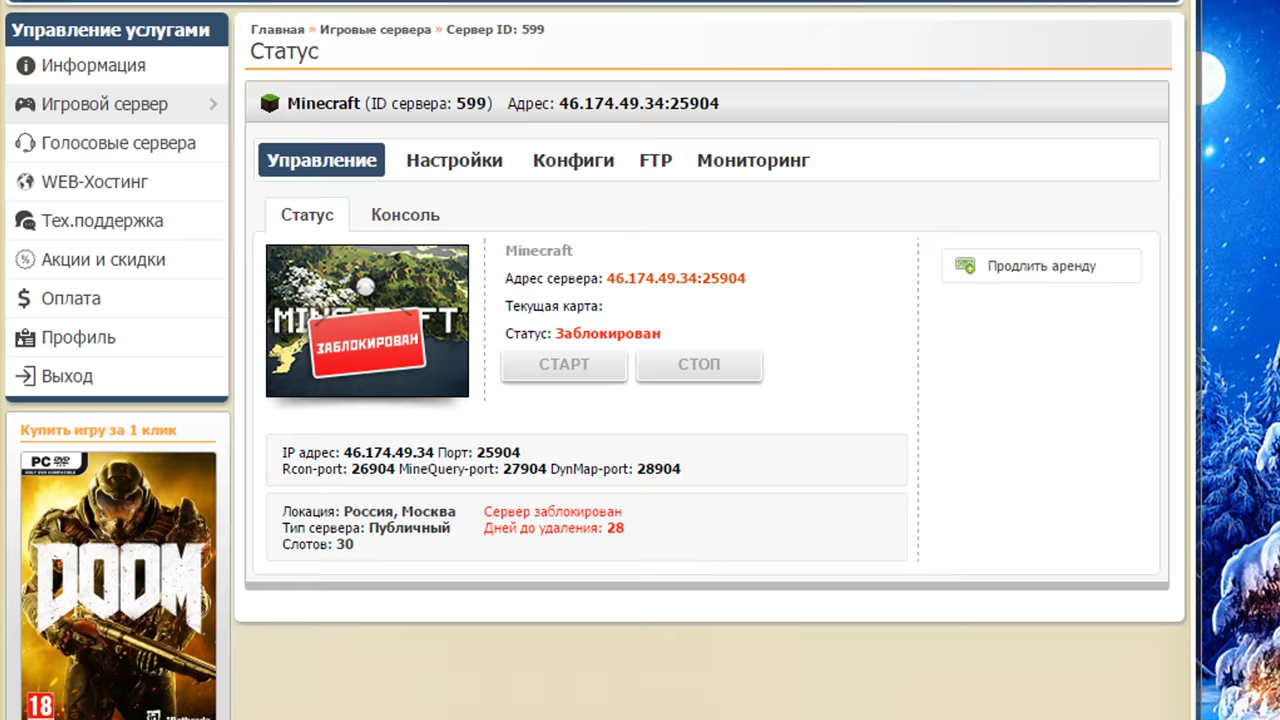 Управление услугами
Информация
Игровой сервер
Голосовые сервера
WEB-Хостинг
Тех.поддержка
Акции и скидки
Оплата
Профиль
Выход
Купить игру за 1 клик
PC DVD
DOOM
18
Главная » Игровые сервера » Сервер ID: 599
Статус
Minecraft (ID сервера: 599) Адрес: 46.174.49.34:25904
Управление Настройки Конфиги FTP Мониторинг
Статус Консоль
ЗАБЛОКИРОВАН
Minecraft
Адрес сервера: 46.174.49.34:25904
Текущая карта:
Статус: Заблокирован
СТАРТ СТОП
Продлить аренду
IP адрес: 46.174.49.34 Порт: 25904
Rcon-port: 26904 MineQuery-port: 27904 DynMap-port: 28904
Локация: Россия, Москва
Тип сервера: Публичный
Слотов: 30
Сервер заблокирован
Дней до удаления: 28